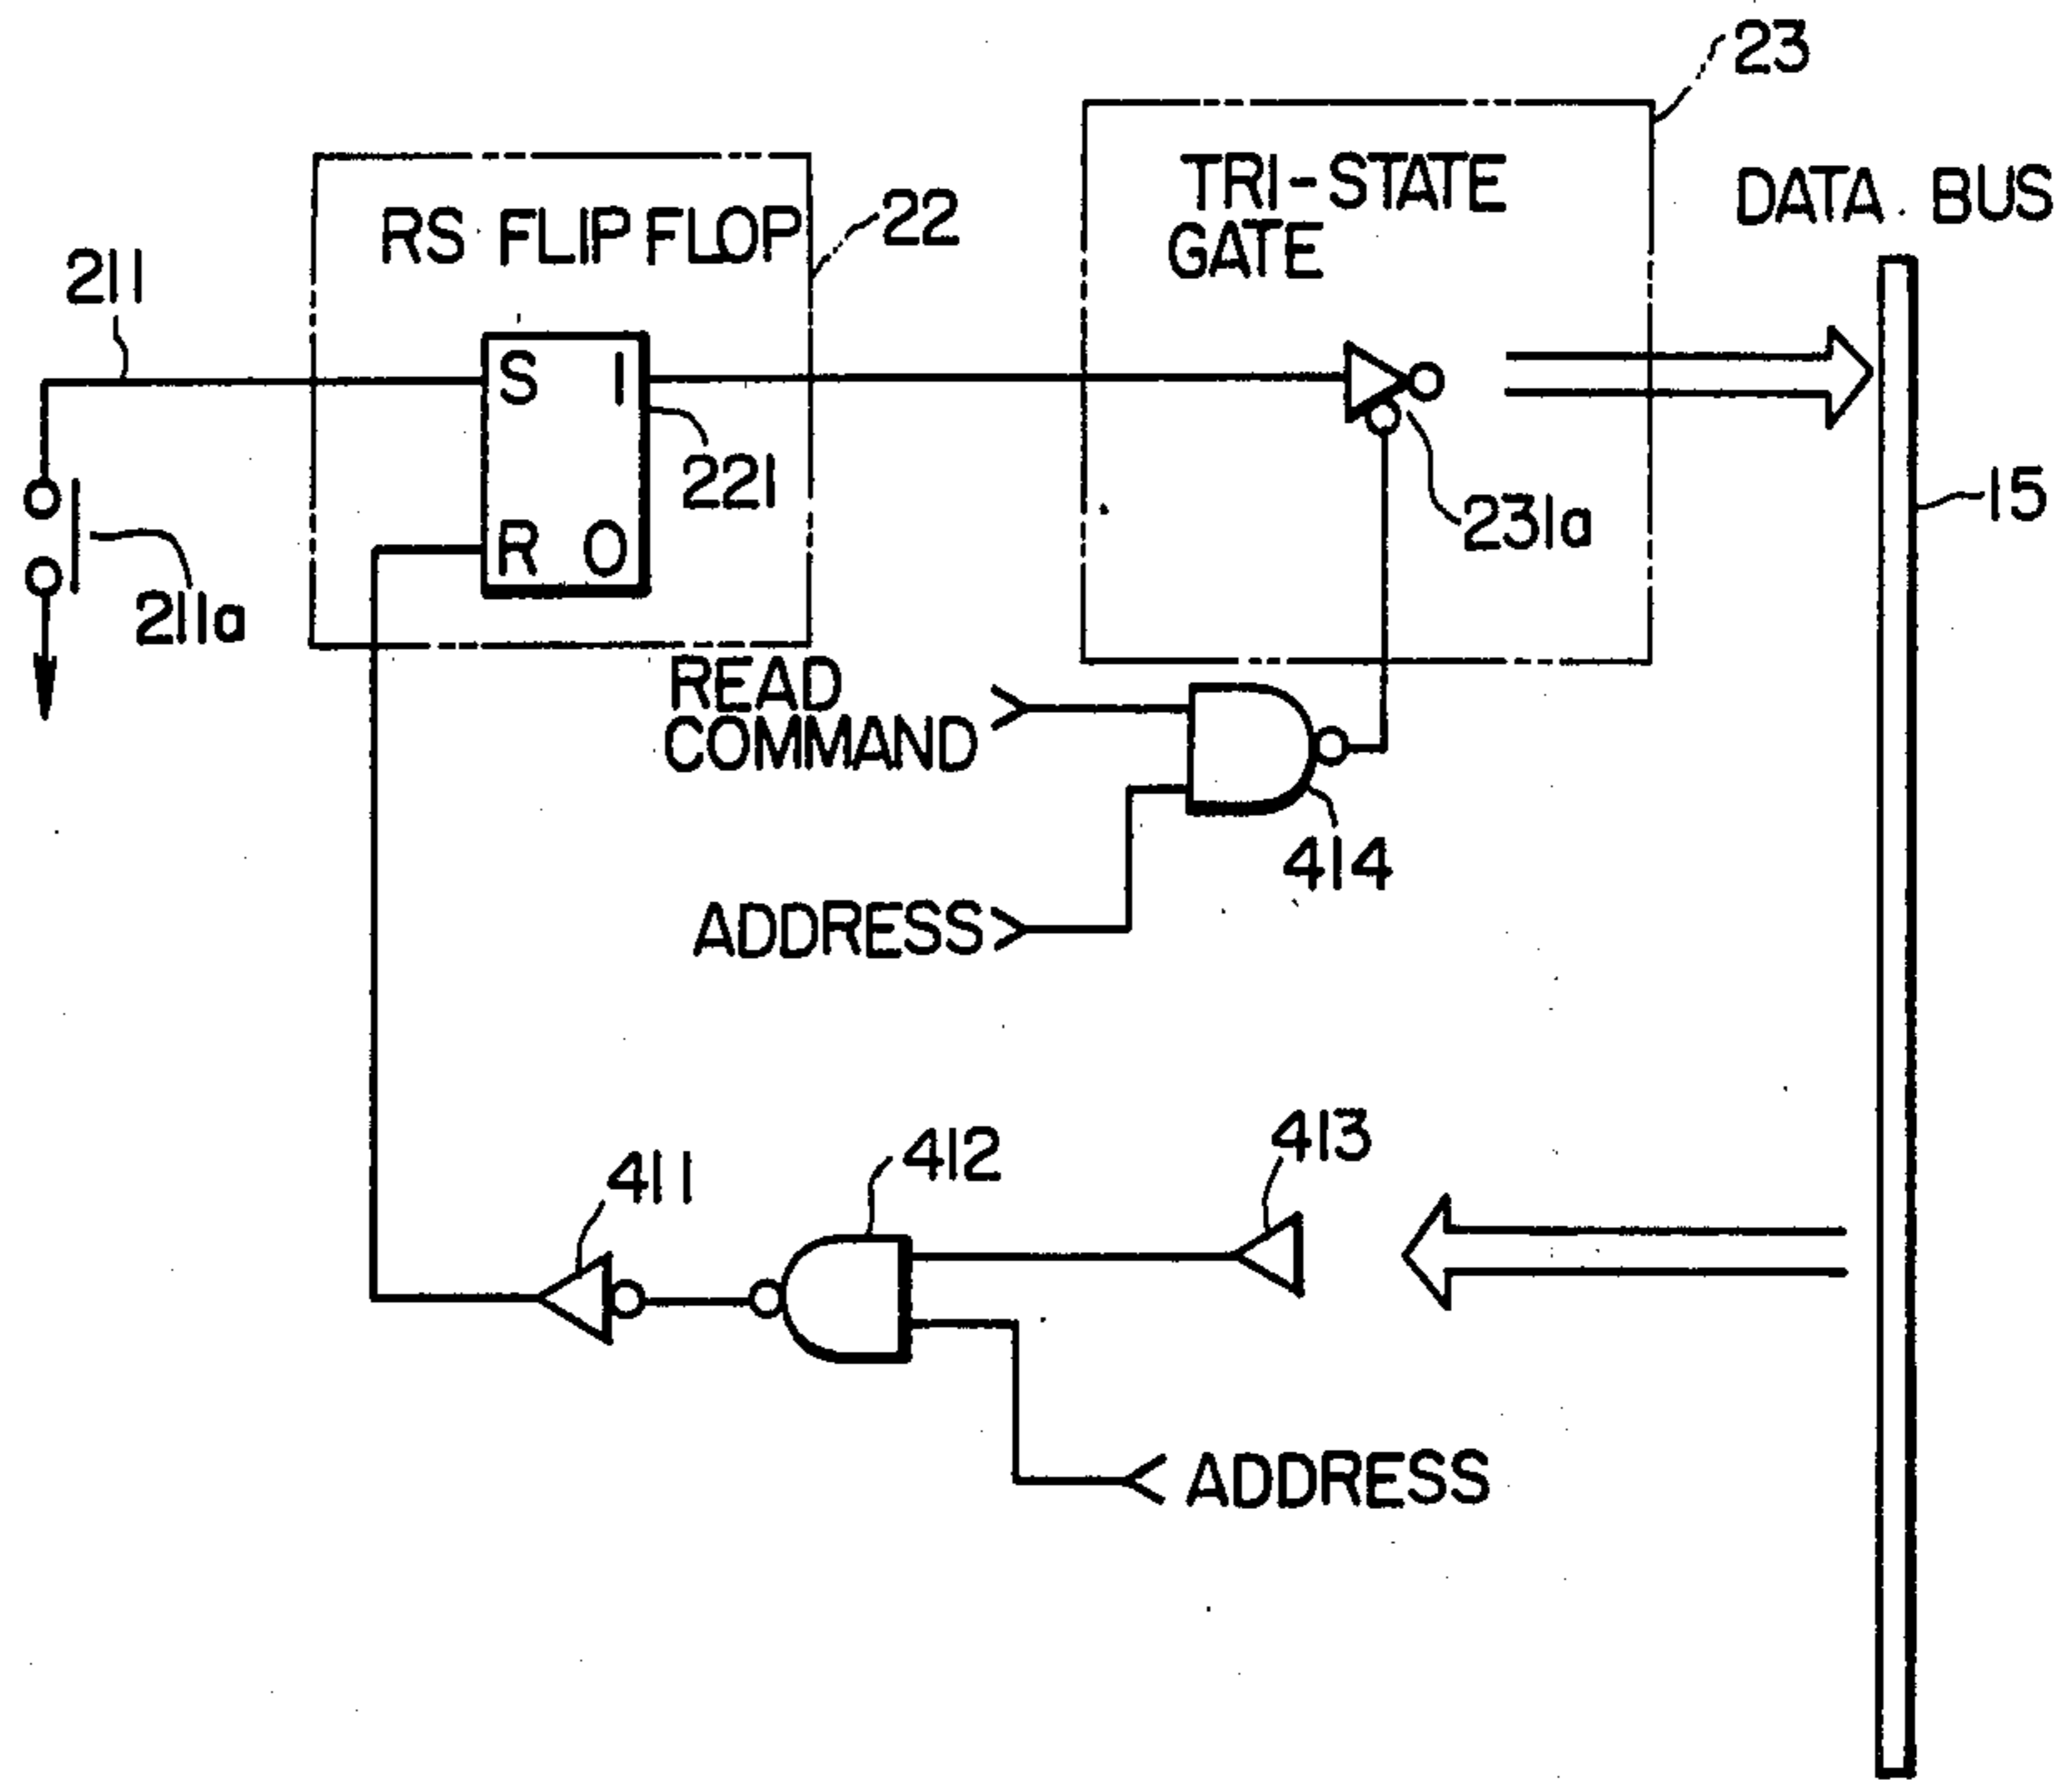 23
TRI-STATE
GATE
DATA BUS
RS FLIP FLOP
22
211
S 1
221
R 0
231a
15
211a
READ
COMMAND
414
ADDRESS
413
412
411
ADDRESS